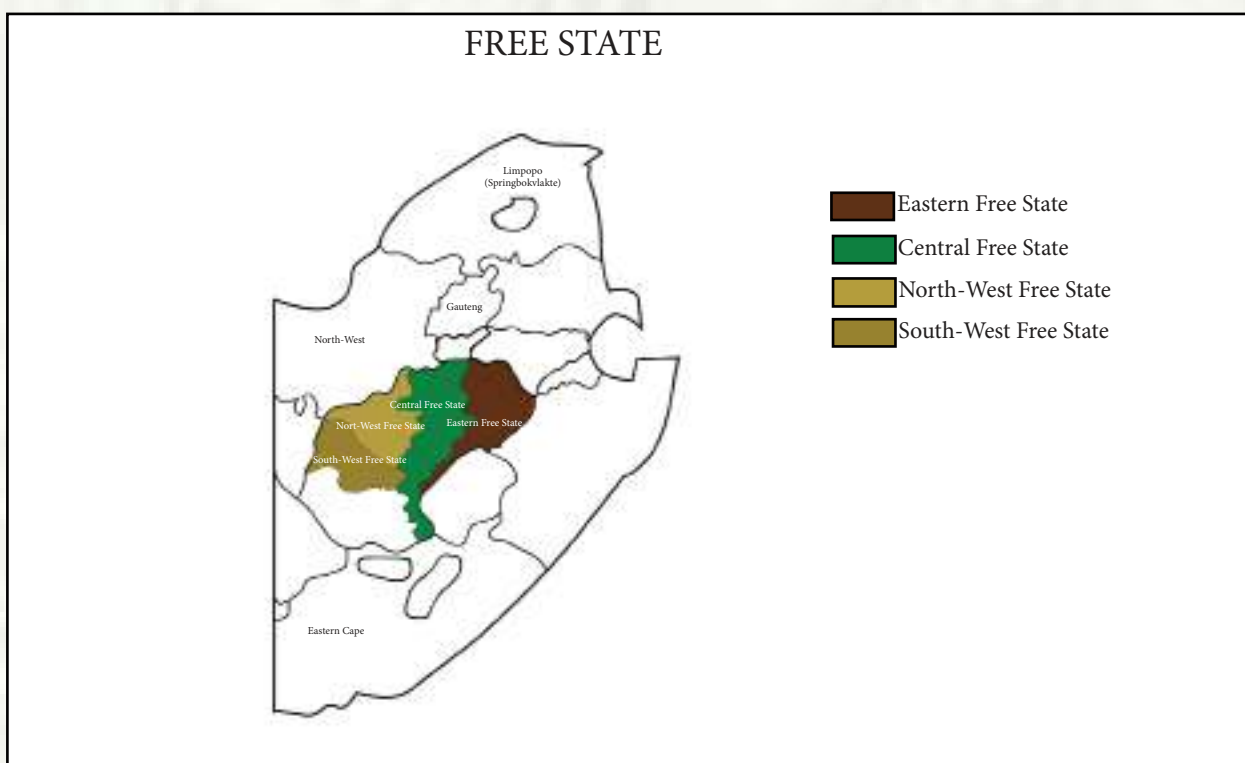 FREE STATE
Limpopo
(Springbokvlakte)
Eastern Free State
Central Free State
North-West Free State
South-West Free State
Gauteng
North-West
Central Free State
Nort-West Free State
Eastern Free State
South-West Free State
Eastern Cape